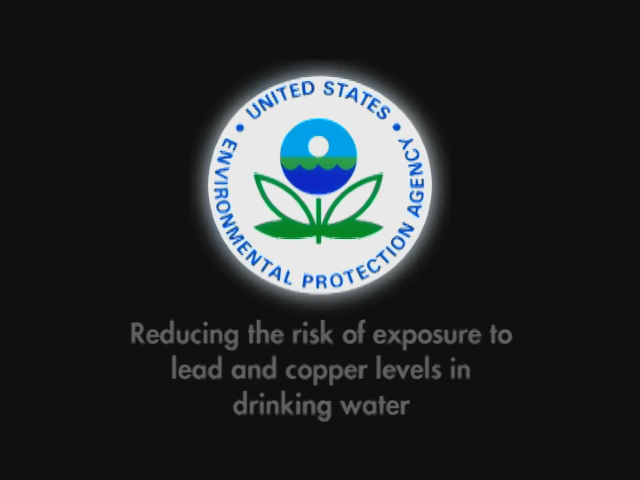 UNITED STATES
ENVIRONMENTAL PROTECTION AGENCY
Reducing the risk of exposure to
lead and copper levels in
drinking water